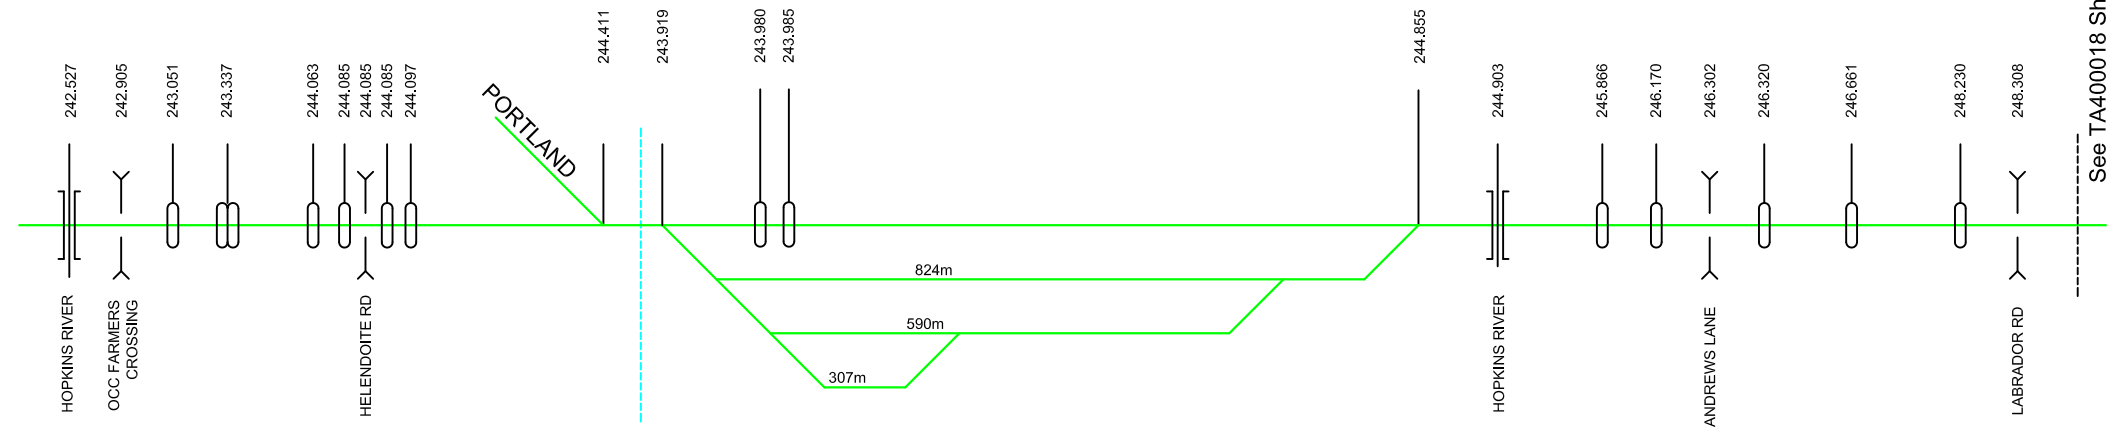 242.527
242.905
243.051
243.337
244.063
244.085
244.085
244.085
244.097
PORTLAND
244.411
243.919
243.980
243.985
244.855
244.903
245.866
246.170
246.302
246.320
246.661
248.230
248.308
See TA400018 Sh
824m
590m
307m
HOPKINS RIVER
OCC FARMERS
CROSSING
HELENDOITE RD
HOPKINS RIVER
ANDREWS LANE
LABRADOR RD